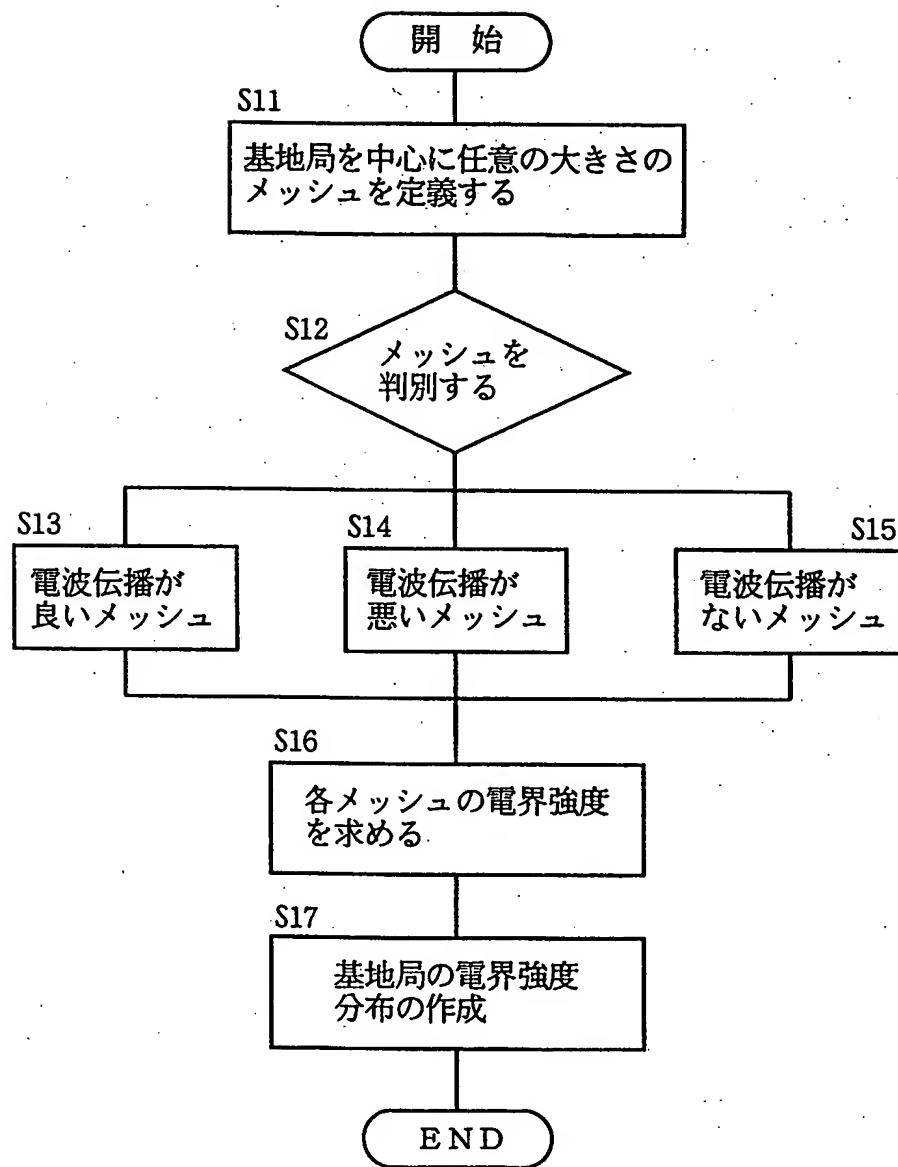 開 始
S11
基地局を中心に任意の大きさの
メッシュを定義する
S12
メッシュを
判別する
S13
電波伝播が
良いメッシュ
S14
電波伝播が
悪いメッシュ
S15
電波伝播が
ないメッシュ
S16
各メッシュの電界強度
を求める
S17
基地局の電界強度
分布の作成
END